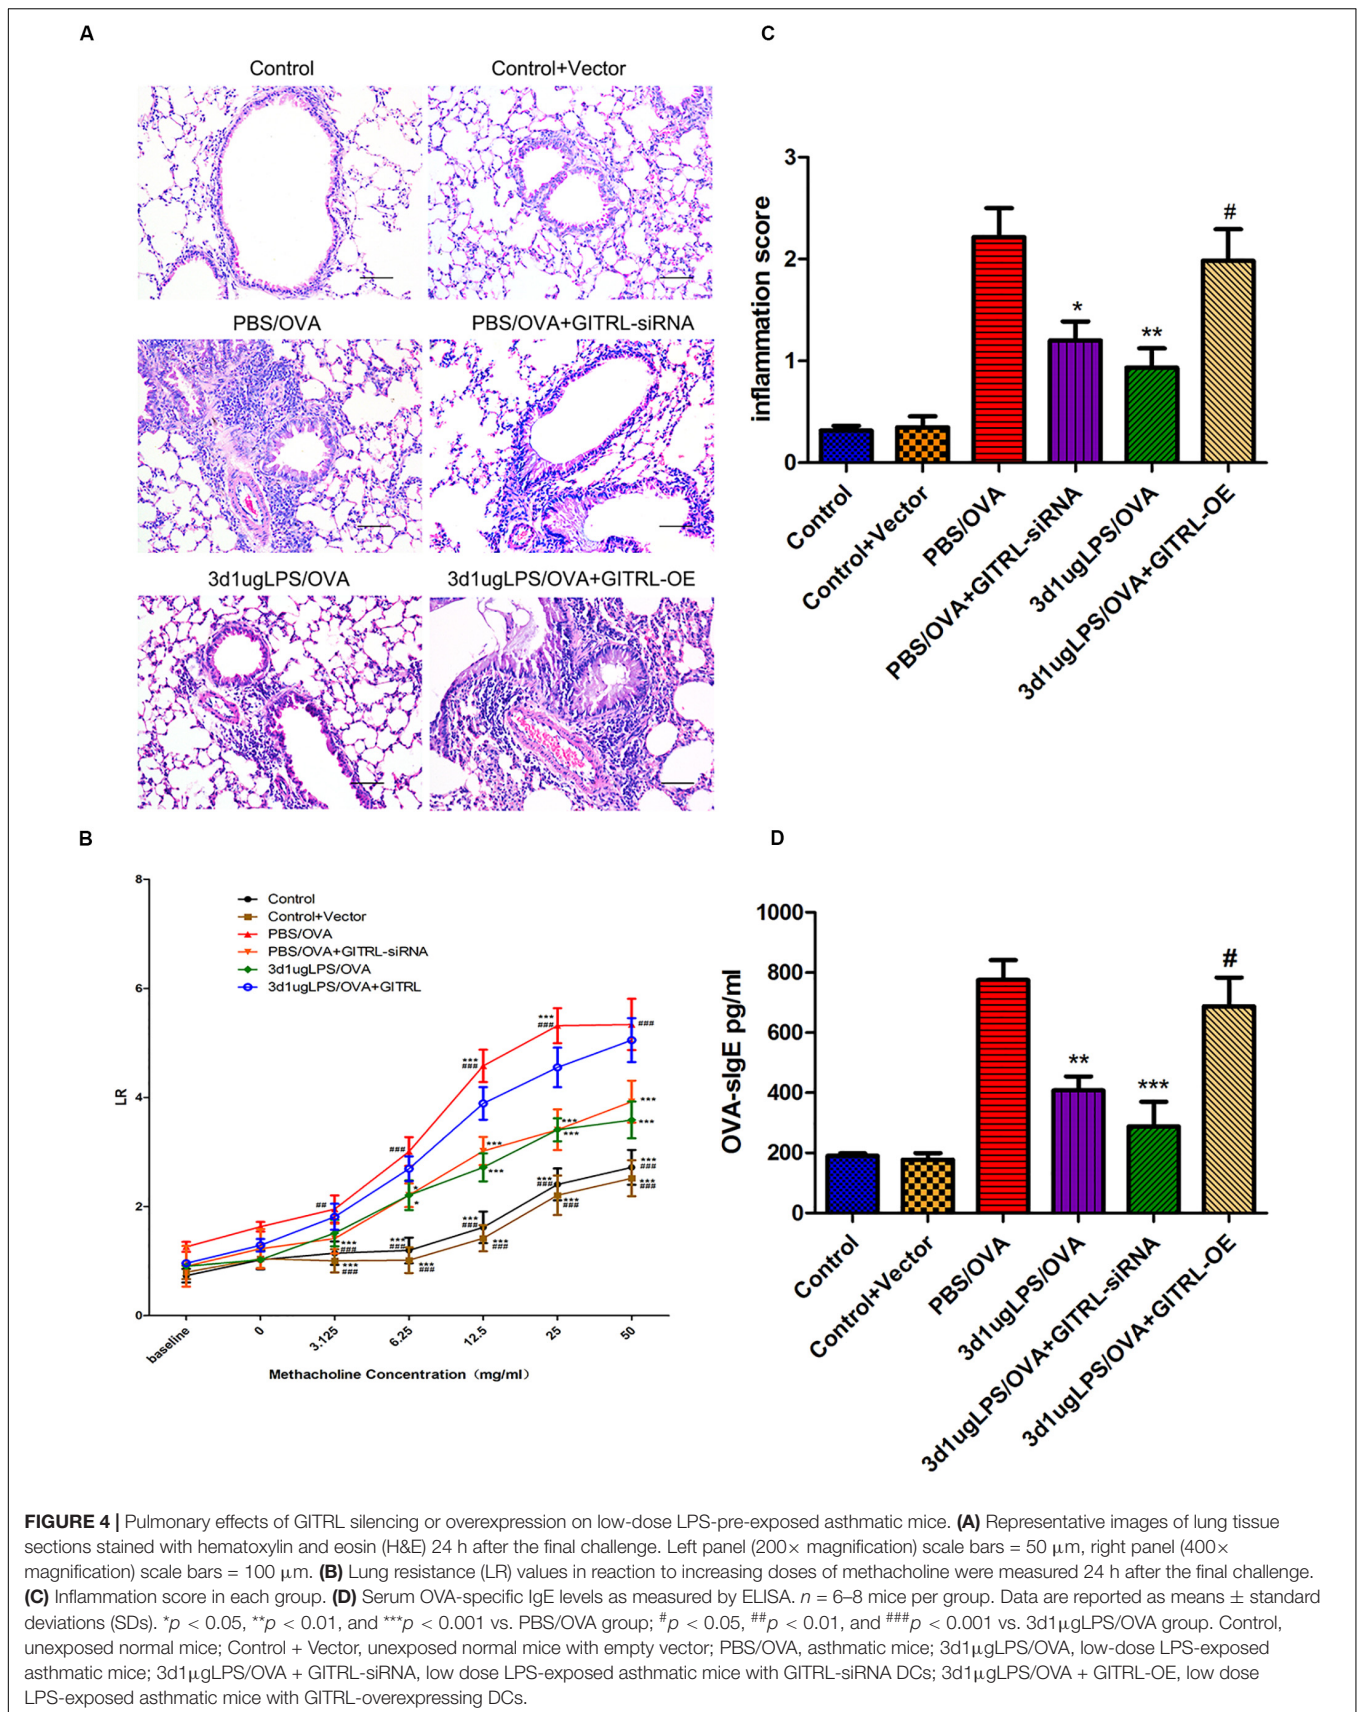 A
Control
Control+Vector
PBS/OVA
PBS/OVA+GITRL-siRNA
3d1ugLPS/OVA
3d1ugLPS/OVA+GITRL-OE
C
inflammation score
3
2
1
0
*
**
#
Control
Control+Vector
PBS/OVA
PBS/OVA+GITRL-siRNA
3d1ugLPS/OVA
3d1ugLPS/OVA+GITRL-OE
B
LR
8
6
4
2
0
Control
Control+Vector
PBS/OVA
PBS/OVA+GITRL-siRNA
3d1ugLPS/OVA
3d1ugLPS/OVA+GITRL
##
***
###
***
###
###
*
*
***
###
***
###
***
###
***
***
***
###
***
###
***
###
***
***
***
###
***
###
###
***
***
***
###
***
###
baseline
0
3.125
6.25
12.5
25
50
Methacholine Concentration（mg/ml）
D
OVA-sIgE pg/ml
1000
800
600
400
200
0
**
***
#
Control
Control+Vector
PBS/OVA
3d1ugLPS/OVA
3d1ugLPS/OVA+GITRL-siRNA
3d1ugLPS/OVA+GITRL-OE
FIGURE 4 | Pulmonary effects of GITRL silencing or overexpression on low-dose LPS-pre-exposed asthmatic mice. (A) Representative images of lung tissue
sections stained with hematoxylin and eosin (H&E) 24 h after the final challenge. Left panel (200× magnification) scale bars = 50 μm, right panel (400×
magnification) scale bars = 100 μm. (B) Lung resistance (LR) values in reaction to increasing doses of methacholine were measured 24 h after the final challenge.
(C) Inflammation score in each group. (D) Serum OVA-specific IgE levels as measured by ELISA. n = 6–8 mice per group. Data are reported as means ± standard
deviations (SDs). *p < 0.05, **p < 0.01, and ***p < 0.001 vs. PBS/OVA group; #p < 0.05, ##p < 0.01, and ###p < 0.001 vs. 3d1μgLPS/OVA group. Control,
unexposed normal mice; Control + Vector, unexposed normal mice with empty vector; PBS/OVA, asthmatic mice; 3d1μgLPS/OVA, low-dose LPS-exposed
asthmatic mice; 3d1μgLPS/OVA + GITRL-siRNA, low dose LPS-exposed asthmatic mice with GITRL-siRNA DCs; 3d1μgLPS/OVA + GITRL-OE, low dose
LPS-exposed asthmatic mice with GITRL-overexpressing DCs.